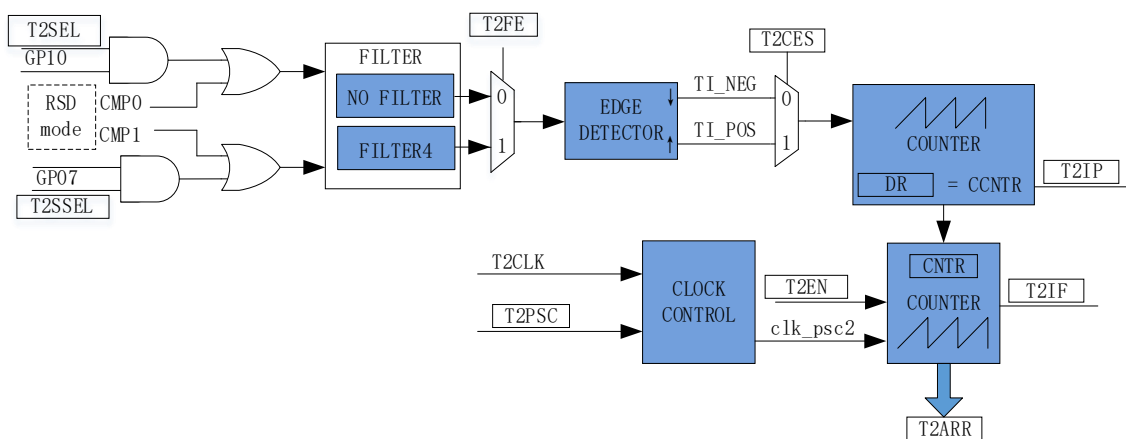 T2SEL
GP10
RSD
mode
CMP0
CMP1
GP07
T2SSEL
FILTER
NO FILTER
FILTER4
T2FE
0
1
EDGE
DETECTOR
↓
↑
TI_NEG
TI_POS
T2CES
0
1
COUNTER
DR = CCNTR
T2IP
T2CLK
T2PSC
CLOCK
CONTROL
T2EN
clk_psc2
CNTR
COUNTER
T2IF
T2ARR